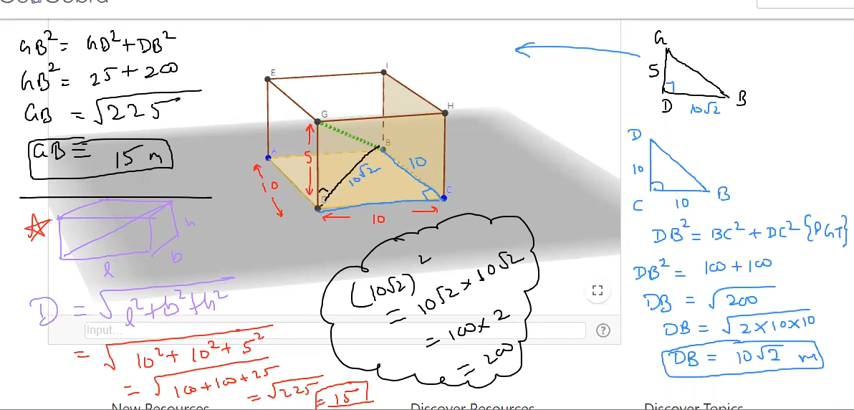 GB² = GD² + DB²
GB² = 25 + 200
GB = √225
GB = 15 m
D = √l² + b² + h²
= √10² + 10² + 5²
= √100 + 100 + 25
= √225
= 15
l
b
h
E
I
G
H
A
B
C
5
10
10
10
10√2
(10√2)²
= 10√2 × 10√2
= 100 × 2
= 200
Input...
G
5
D
10√2
B
D
10
C
10
B
DB² = BC² + DC² {P.G.T}
DB² = 100 + 100
DB = √200
DB = √2×10×10
DB = 10√2 m
New Resources
Discover Resources
Discover Topics